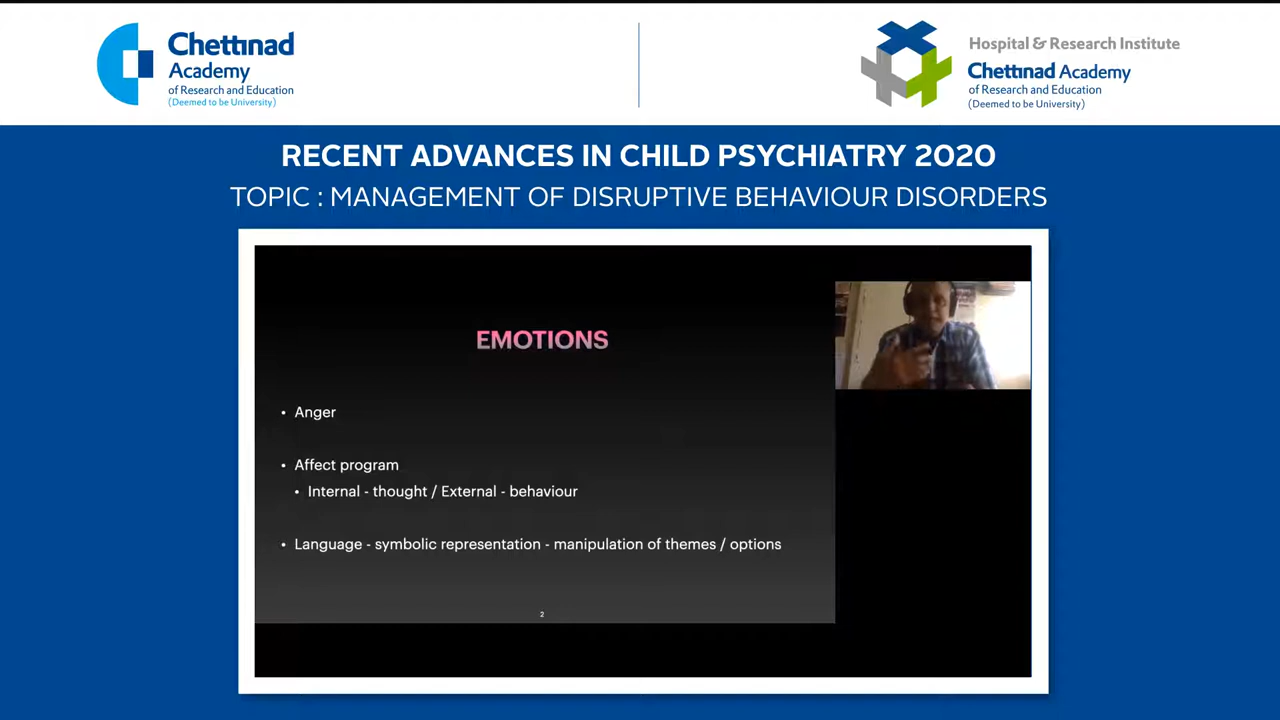 Chettinad
Academy
of Research and Education
(Deemed to be University)
Hospital & Research Institute
Chettinad Academy
of Research and Education
(Deemed to be University)
RECENT ADVANCES IN CHILD PSYCHIATRY 2020
TOPIC : MANAGEMENT OF DISRUPTIVE BEHAVIOUR DISORDERS
EMOTIONS
• Anger
• Affect program
• Internal - thought / External - behaviour
• Language - symbolic representation - manipulation of themes / options
2